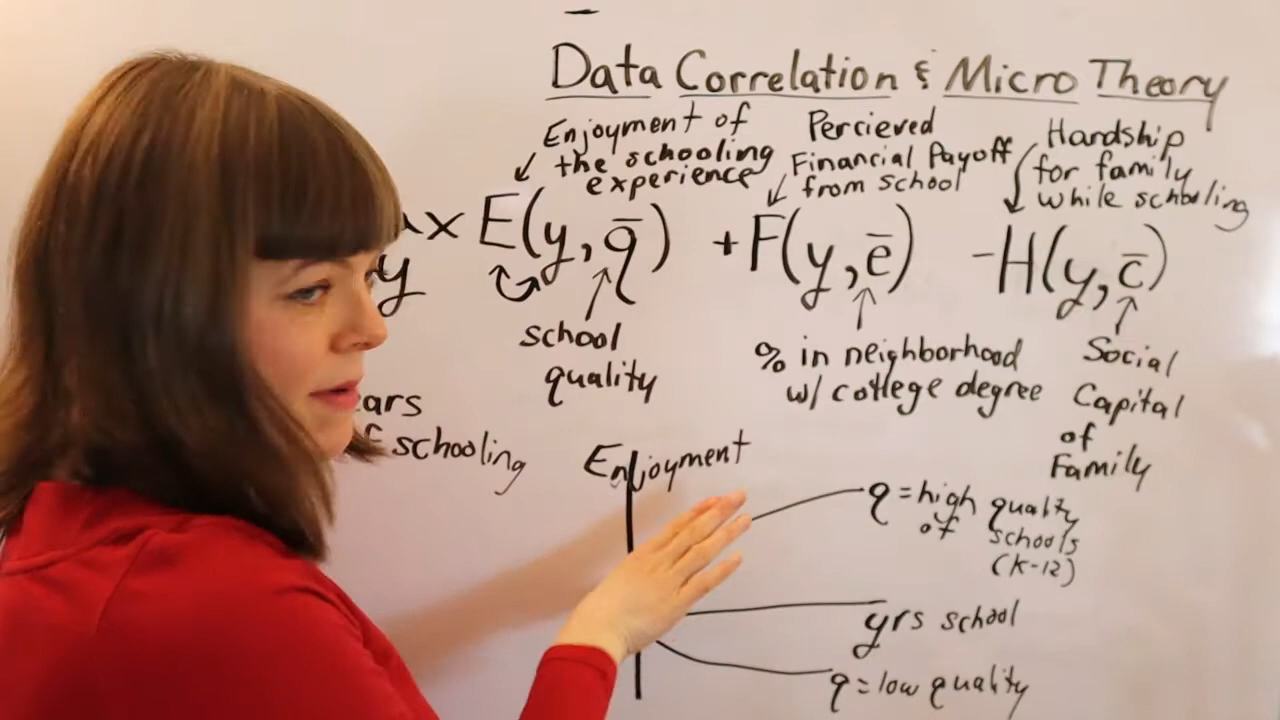 Data Correlation & Micro Theory
Enjoyment of
the schooling
experience
Percieved
Financial Payoff
from school
Hardship
for family
while schooling
x E(y, q̄) + F(y, ē) - H(y, c̄)
y
school
quality
% in neighborhood
w/ college degree
Social
Capital
of
Family
ars
f schooling
Enjoyment
q = high quality
of schools
(K-12)
yrs school
q = low quality